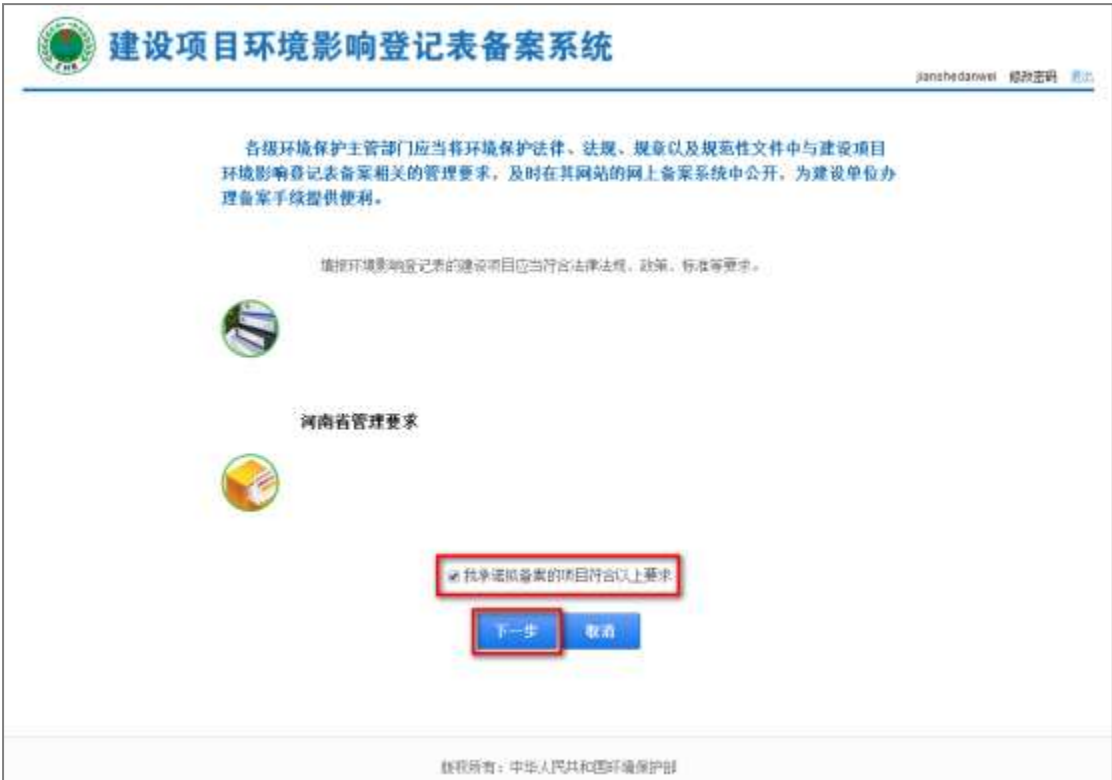 建设项目环境影响登记表备案系统
jianshedanwei 修改密码 退出
各级环境保护主管部门应当将环境保护法律、法规、规章以及规范性文件中与建设项目
环境影响登记表备案相关的管理要求，及时在其网站的网上备案系统中公开，为建设单位办
理备案手续提供便利。
填报环境影响登记表的建设项目应当符合法律法规、政策、标准等要求。
河南省管理要求
我承诺拟备案的项目符合以上要求
下一步 取消
版权所有：中华人民共和国环境保护部